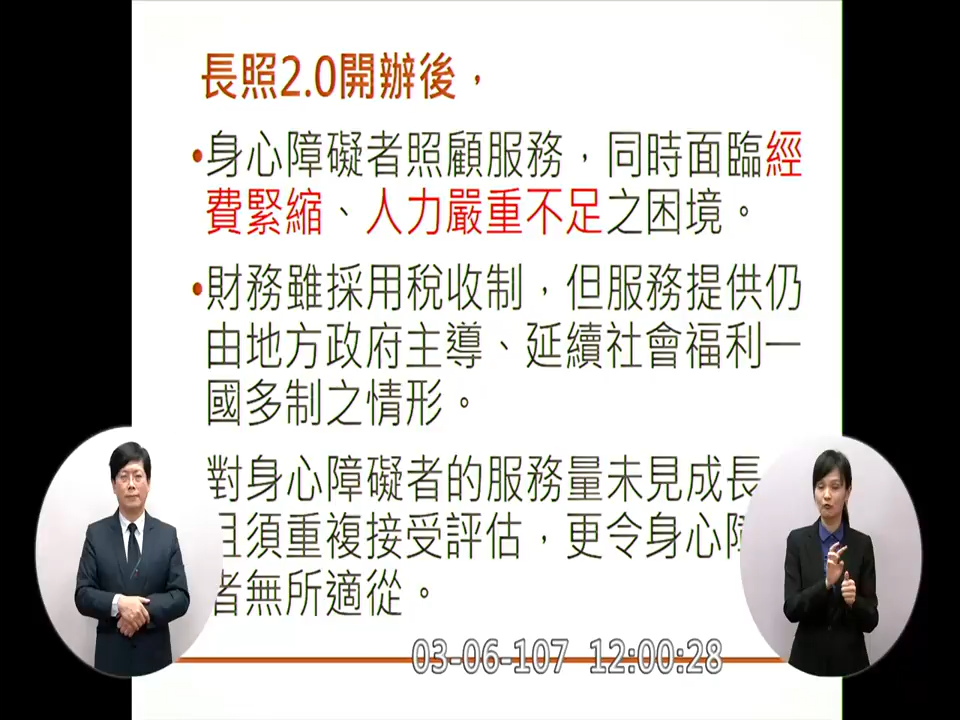 長照2.0開辦後，
•身心障礙者照顧服務，同時面臨經
費緊縮、人力嚴重不足之困境。
•財務雖採用稅收制，但服務提供仍
由地方政府主導、延續社會福利一
國多制之情形。
對身心障礙者的服務量未見成長
且須重複接受評估，更令身心障
者無所適從。
03-06-107 12:00:28